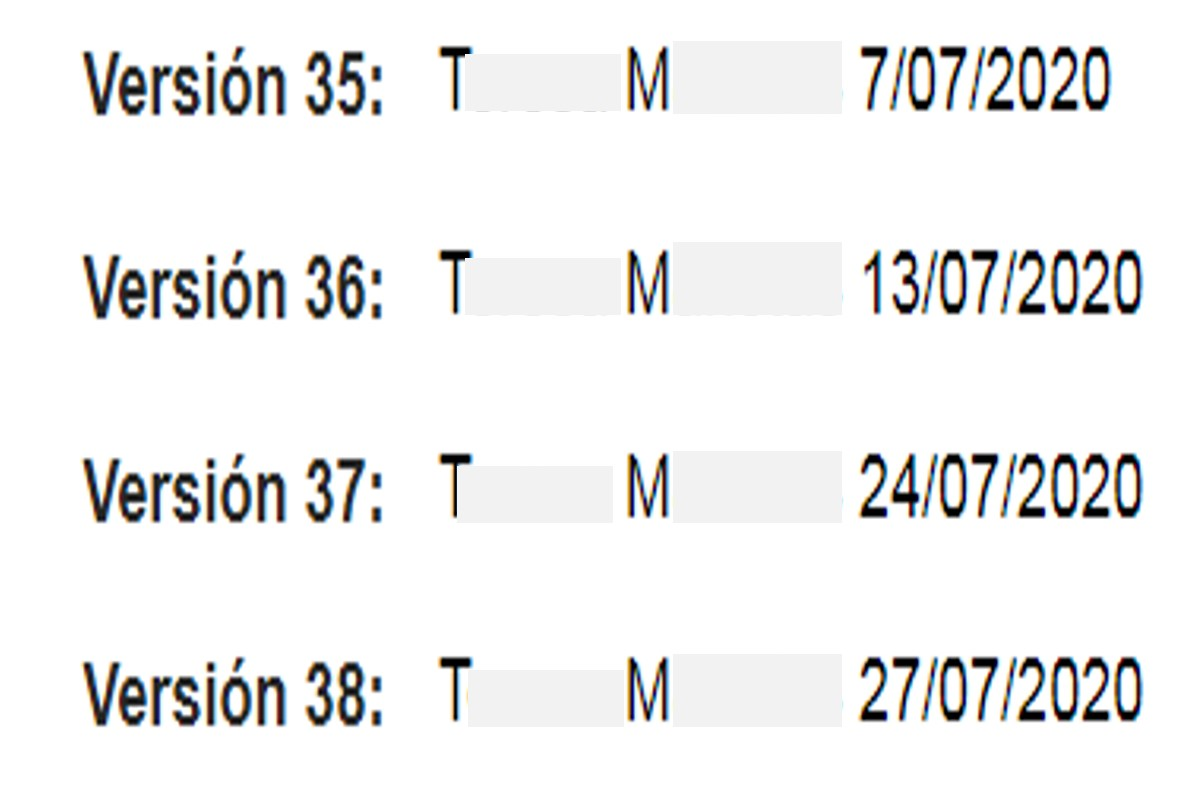 Versión 35: T M 7/07/2020
Versión 36: T M 13/07/2020
Versión 37: T M 24/07/2020
Versión 38: T M 27/07/2020